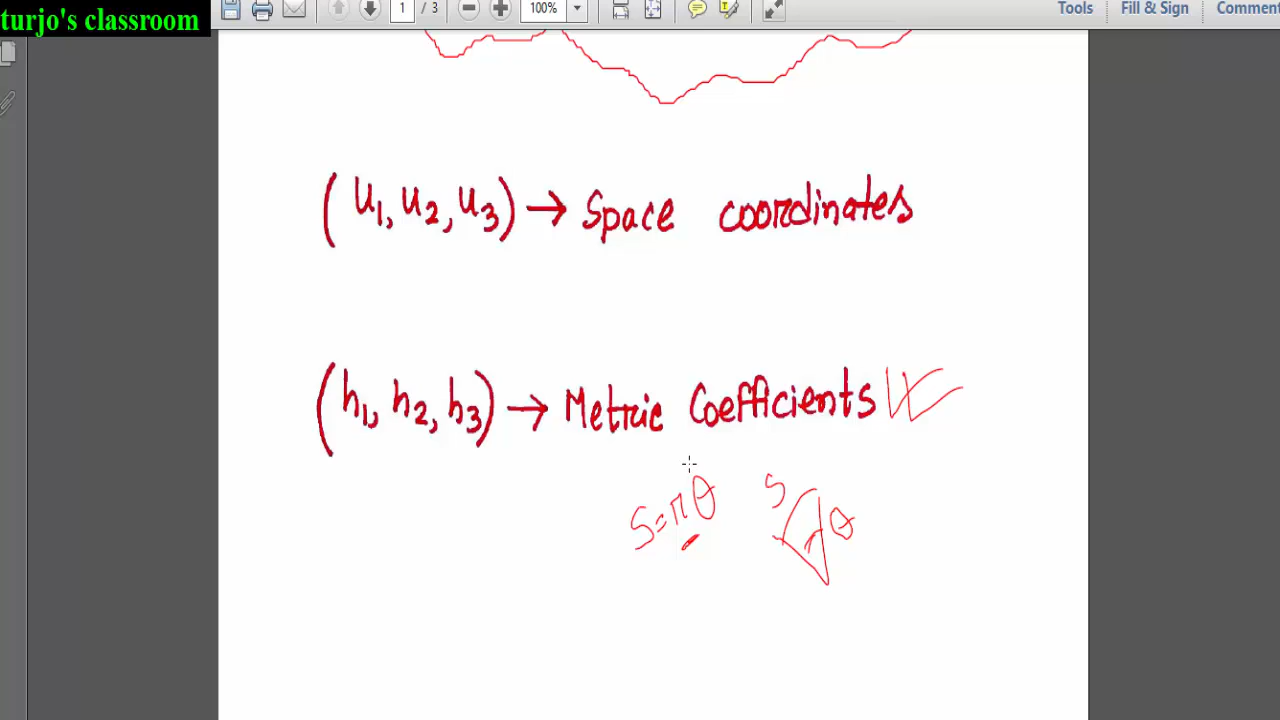 turjo's classroom
1 / 3 100% Tools Fill & Sign Comment
(u1, u2, u3) → Space coordinates
(h1, h2, h3) → Metric Coefficients
S=rθ S r θ